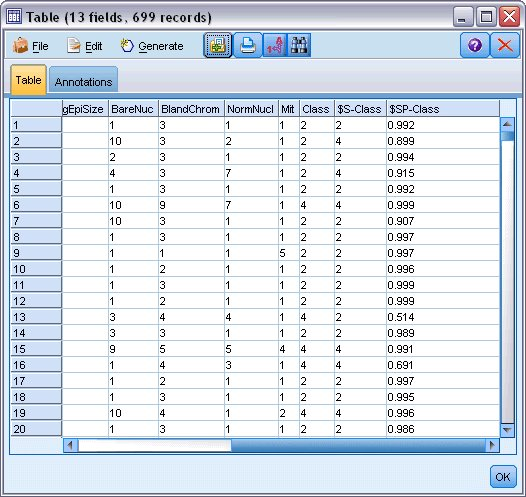 Table (13 fields, 699 records)
File Edit Generate
Table Annotations
gEpiSize BareNuc BlandChrom NormNucl Mit Class $S-Class $SP-Class
1 1 3 1 1 2 2 0.992
2 10 3 2 1 2 4 0.899
3 2 3 1 1 2 2 0.994
4 4 3 7 1 2 4 0.915
5 1 3 1 1 2 2 0.992
6 10 9 7 1 4 4 0.999
7 10 3 1 1 2 2 0.907
8 1 3 1 1 2 2 0.997
9 1 1 1 5 2 2 0.997
10 1 2 1 1 2 2 0.996
11 1 3 1 1 2 2 0.999
12 1 2 1 1 2 2 0.999
13 3 4 4 1 4 2 0.514
14 3 3 1 1 2 2 0.989
15 9 5 5 4 4 4 0.991
16 1 4 3 1 4 4 0.691
17 1 2 1 1 2 2 0.997
18 1 3 1 1 2 2 0.995
19 10 4 1 2 4 4 0.996
20 1 3 1 1 2 2 0.986
OK